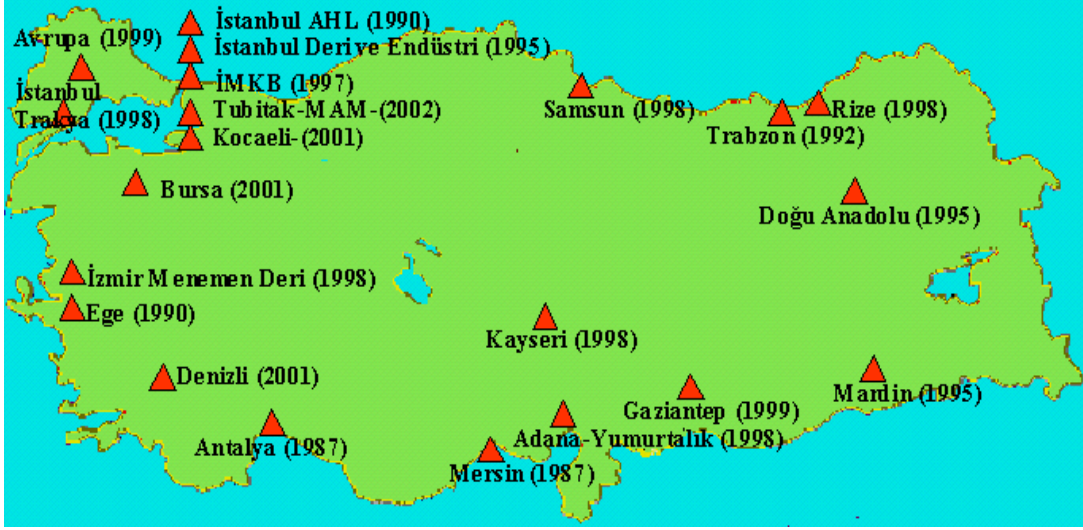 İstanbul AHL (1990)
Avrupa (1999)
İstanbul Deri ve Endüstri (1995)
İMKB (1997)
İstanbul
Trakya (1998)
Tubitak-MAM-(2002)
Kocaeli-(2001)
Samsun (1998)
Rize (1998)
Trabzon (1992)
Bursa (2001)
Doğu Anadolu (1995)
İzmir Menemen Deri (1998)
Ege (1990)
Kayseri (1998)
Denizli (2001)
Mardin (1995)
Gaziantep (1999)
Antalya (1987)
Adana-Yumurtalık (1998)
Mersin (1987)